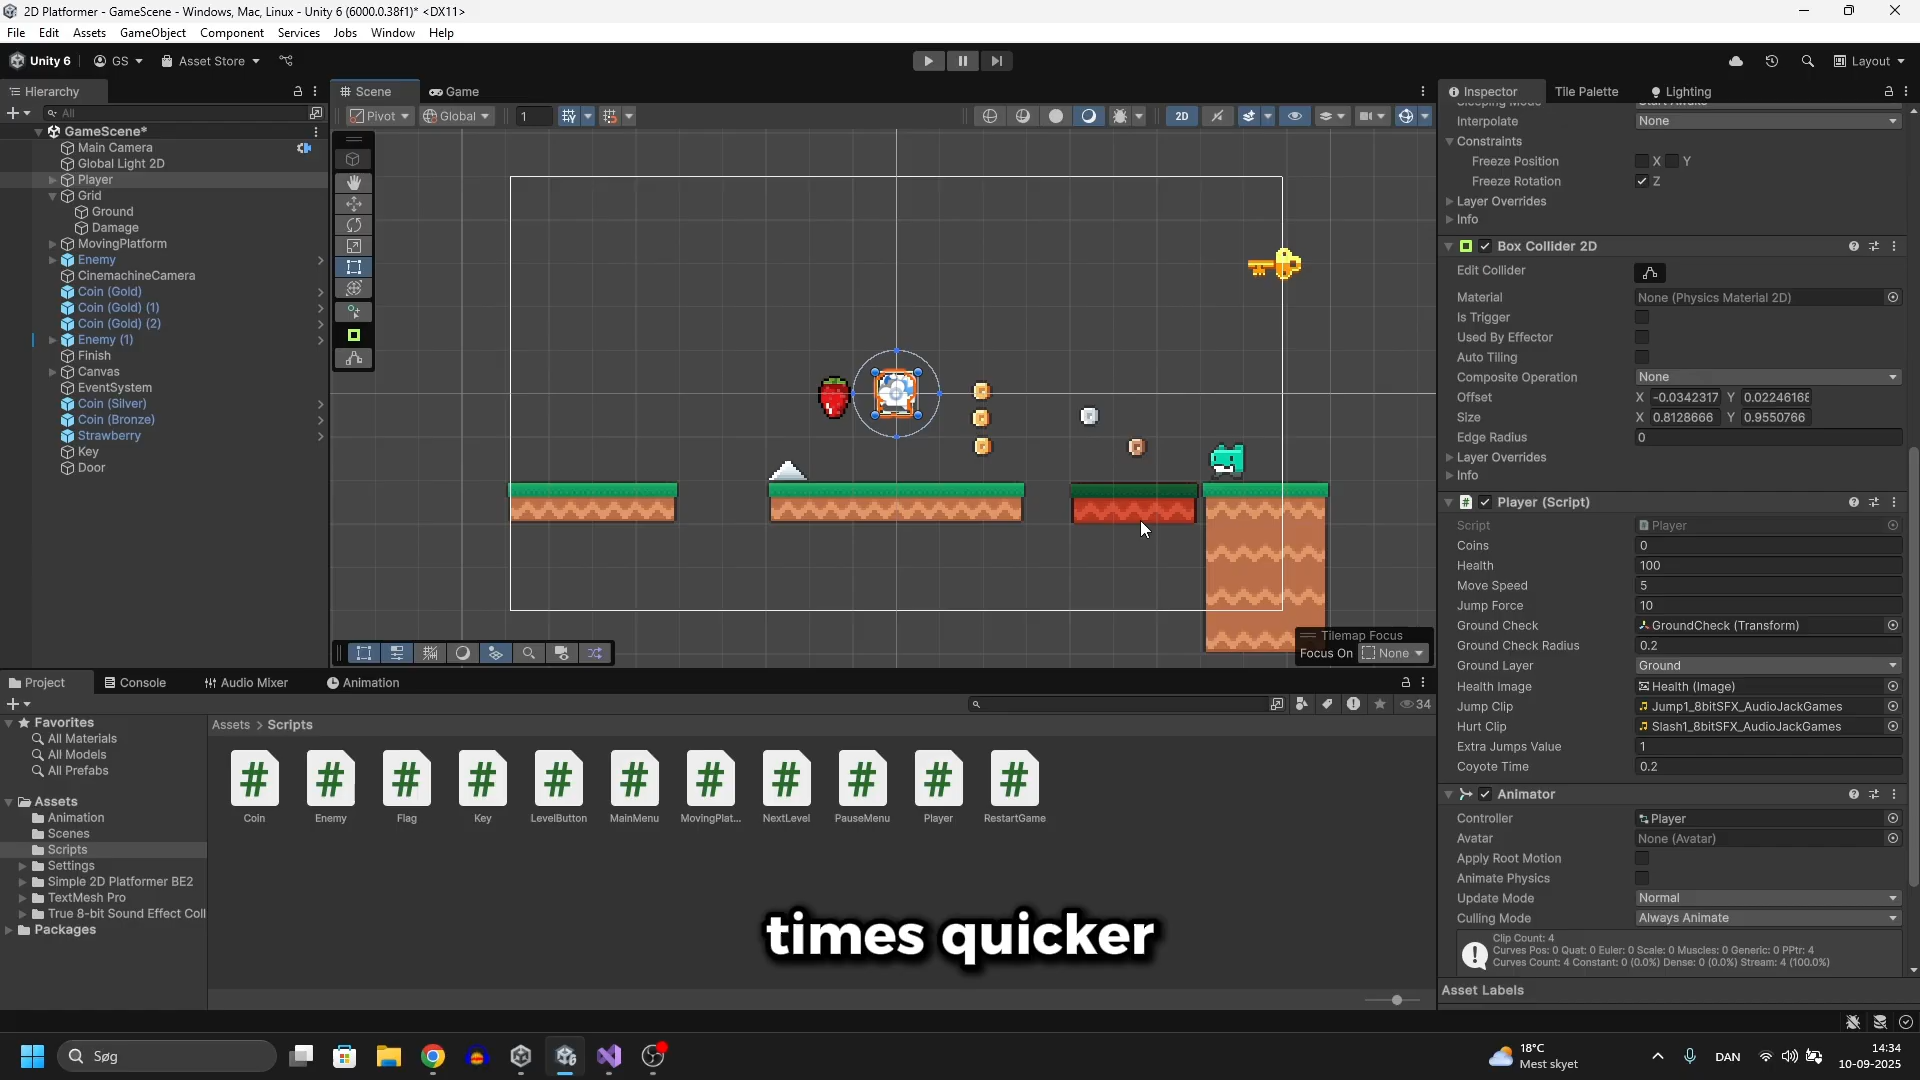 2D Platformer - GameScene - Windows, Mac, Linux - Unity 6 (6000.0.38f1)* <DX11>
File Edit Assets GameObject Component Services Jobs Window Help
Unity 6 GS Asset Store Layout
Hierarchy
All
GameScene*
Main Camera
Global Light 2D
Player
Grid
Ground
Damage
MovingPlatform
Enemy
CinemachineCamera
Coin (Gold)
Coin (Gold) (1)
Coin (Gold) (2)
Enemy (1)
Finish
Canvas
EventSystem
Coin (Silver)
Coin (Bronze)
Strawberry
Key
Door
Scene Game
Pivot Global 1 2D
Tilemap Focus
Focus On None
Inspector Tile Palette Lighting
Interpolate None
Constraints
Freeze Position X Y
Freeze Rotation Z
Layer Overrides
Info
Box Collider 2D
Edit Collider
Material None (Physics Material 2D)
Is Trigger
Used By Effector
Auto Tiling
Composite Operation None
Offset X -0.0342317 Y 0.0224616
Size X 0.8128666 Y 0.9550766
Edge Radius 0
Layer Overrides
Info
Player (Script)
Script Player
Coins 0
Health 100
Move Speed 5
Jump Force 10
Ground Check GroundCheck (Transform)
Ground Check Radius 0.2
Ground Layer Ground
Health Image Health (Image)
Jump Clip Jump1_8bitSFX_AudioJackGames
Hurt Clip Slash1_8bitSFX_AudioJackGames
Extra Jumps Value 1
Coyote Time 0.2
Animator
Controller Player
Avatar None (Avatar)
Apply Root Motion
Animate Physics
Update Mode Normal
Culling Mode Always Animate
Clip Count: 4
Curves Pos: 0 Quat: 0 Euler: 0 Scale: 0 Muscles: 0 Generic: 0 PPtr: 4
Curves Count: 4 Constant: 0 (0.0%) Dense: 0 (0.0%) Stream: 4 (100.0%)
Asset Labels
Project Console Audio Mixer Animation
34
Favorites
All Materials
All Models
All Prefabs
Assets
Animation
Scenes
Scripts
Settings
Simple 2D Platformer BE2
TextMesh Pro
True 8-bit Sound Effect Coll
Packages
Assets > Scripts
Coin Enemy Flag Key LevelButton MainMenu MovingPlat... NextLevel PauseMenu Player RestartGame
times quicker
Søg
18°C
Mest skyet
DAN
14:34
10-09-2025